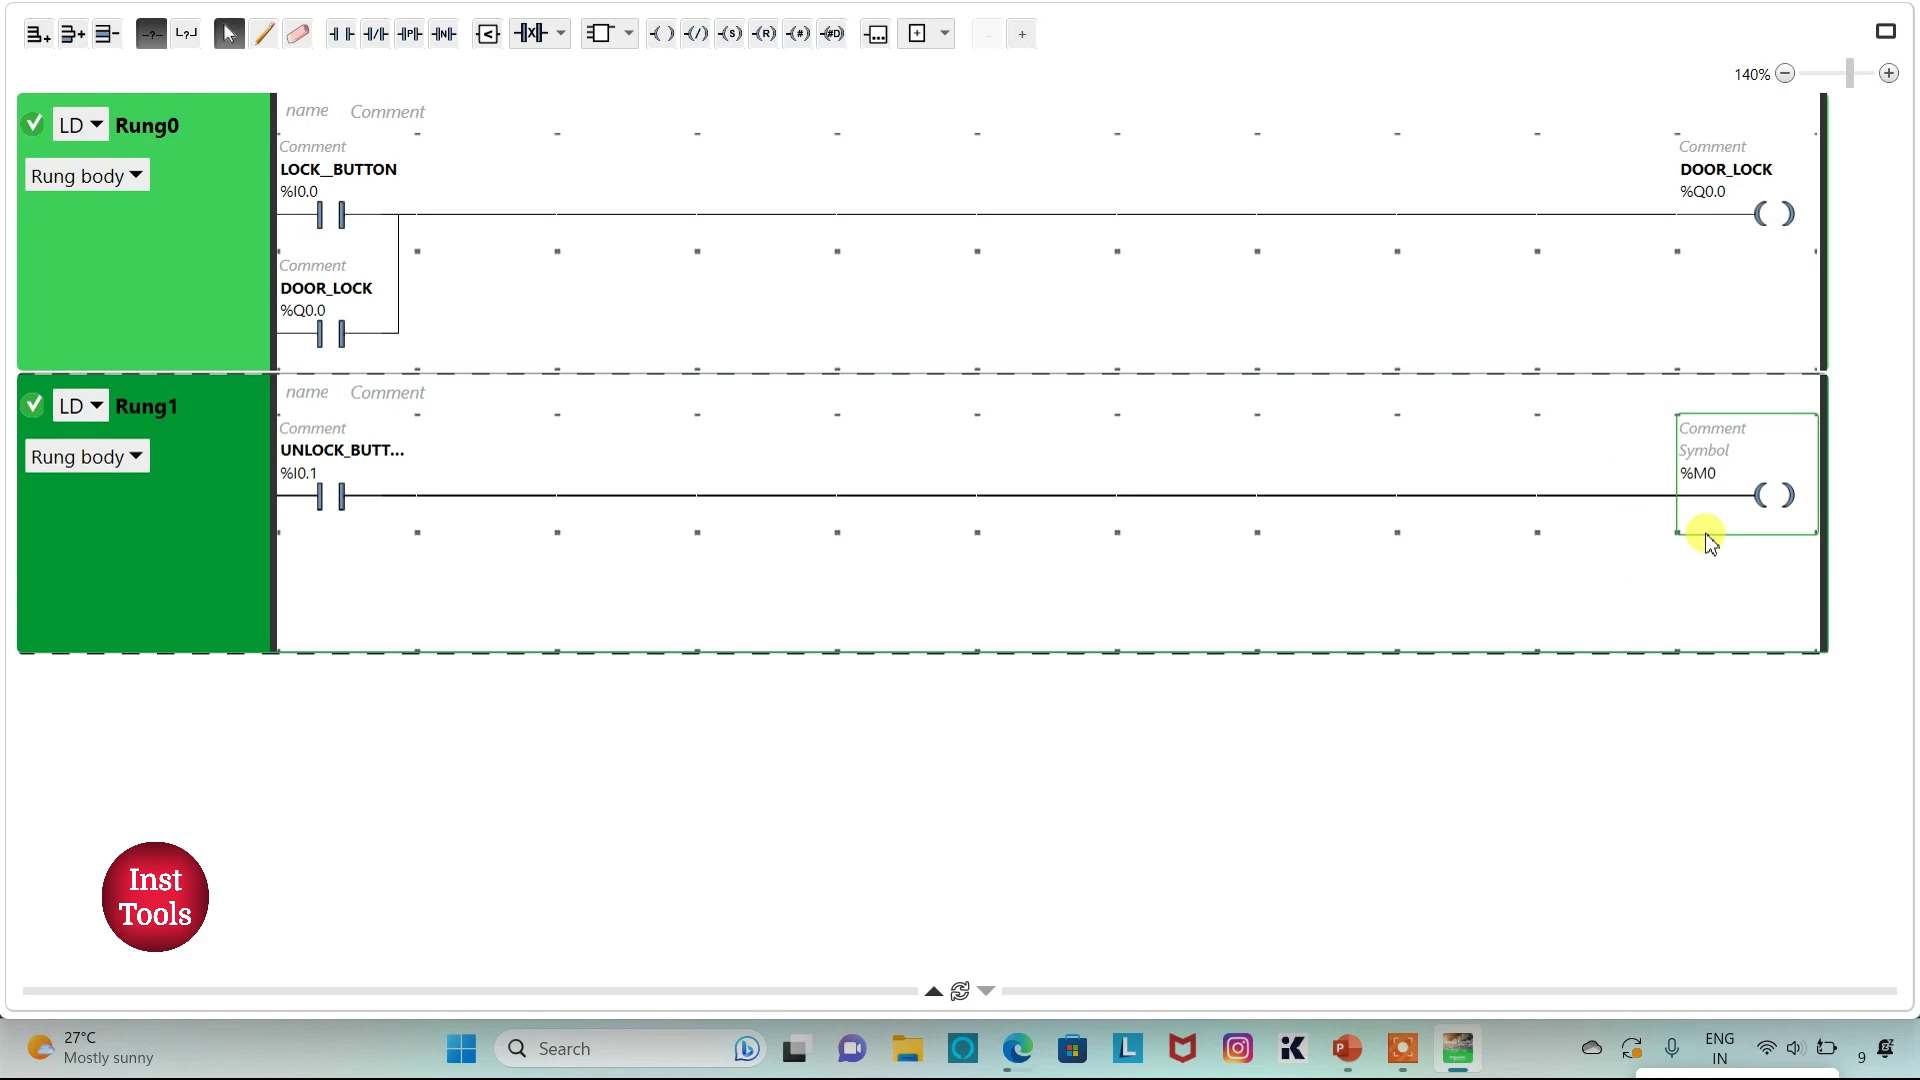 140%
LD Rung0
name Comment
Rung body
Comment
LOCK_BUTTON
%I0.0
Comment
DOOR_LOCK
%Q0.0
Comment
DOOR_LOCK
%Q0.0
LD Rung1
name Comment
Rung body
Comment
UNLOCK_BUTT...
%I0.1
Comment
Symbol
%M0
Inst
Tools
27°C
Mostly sunny
Search
ENG
IN
9